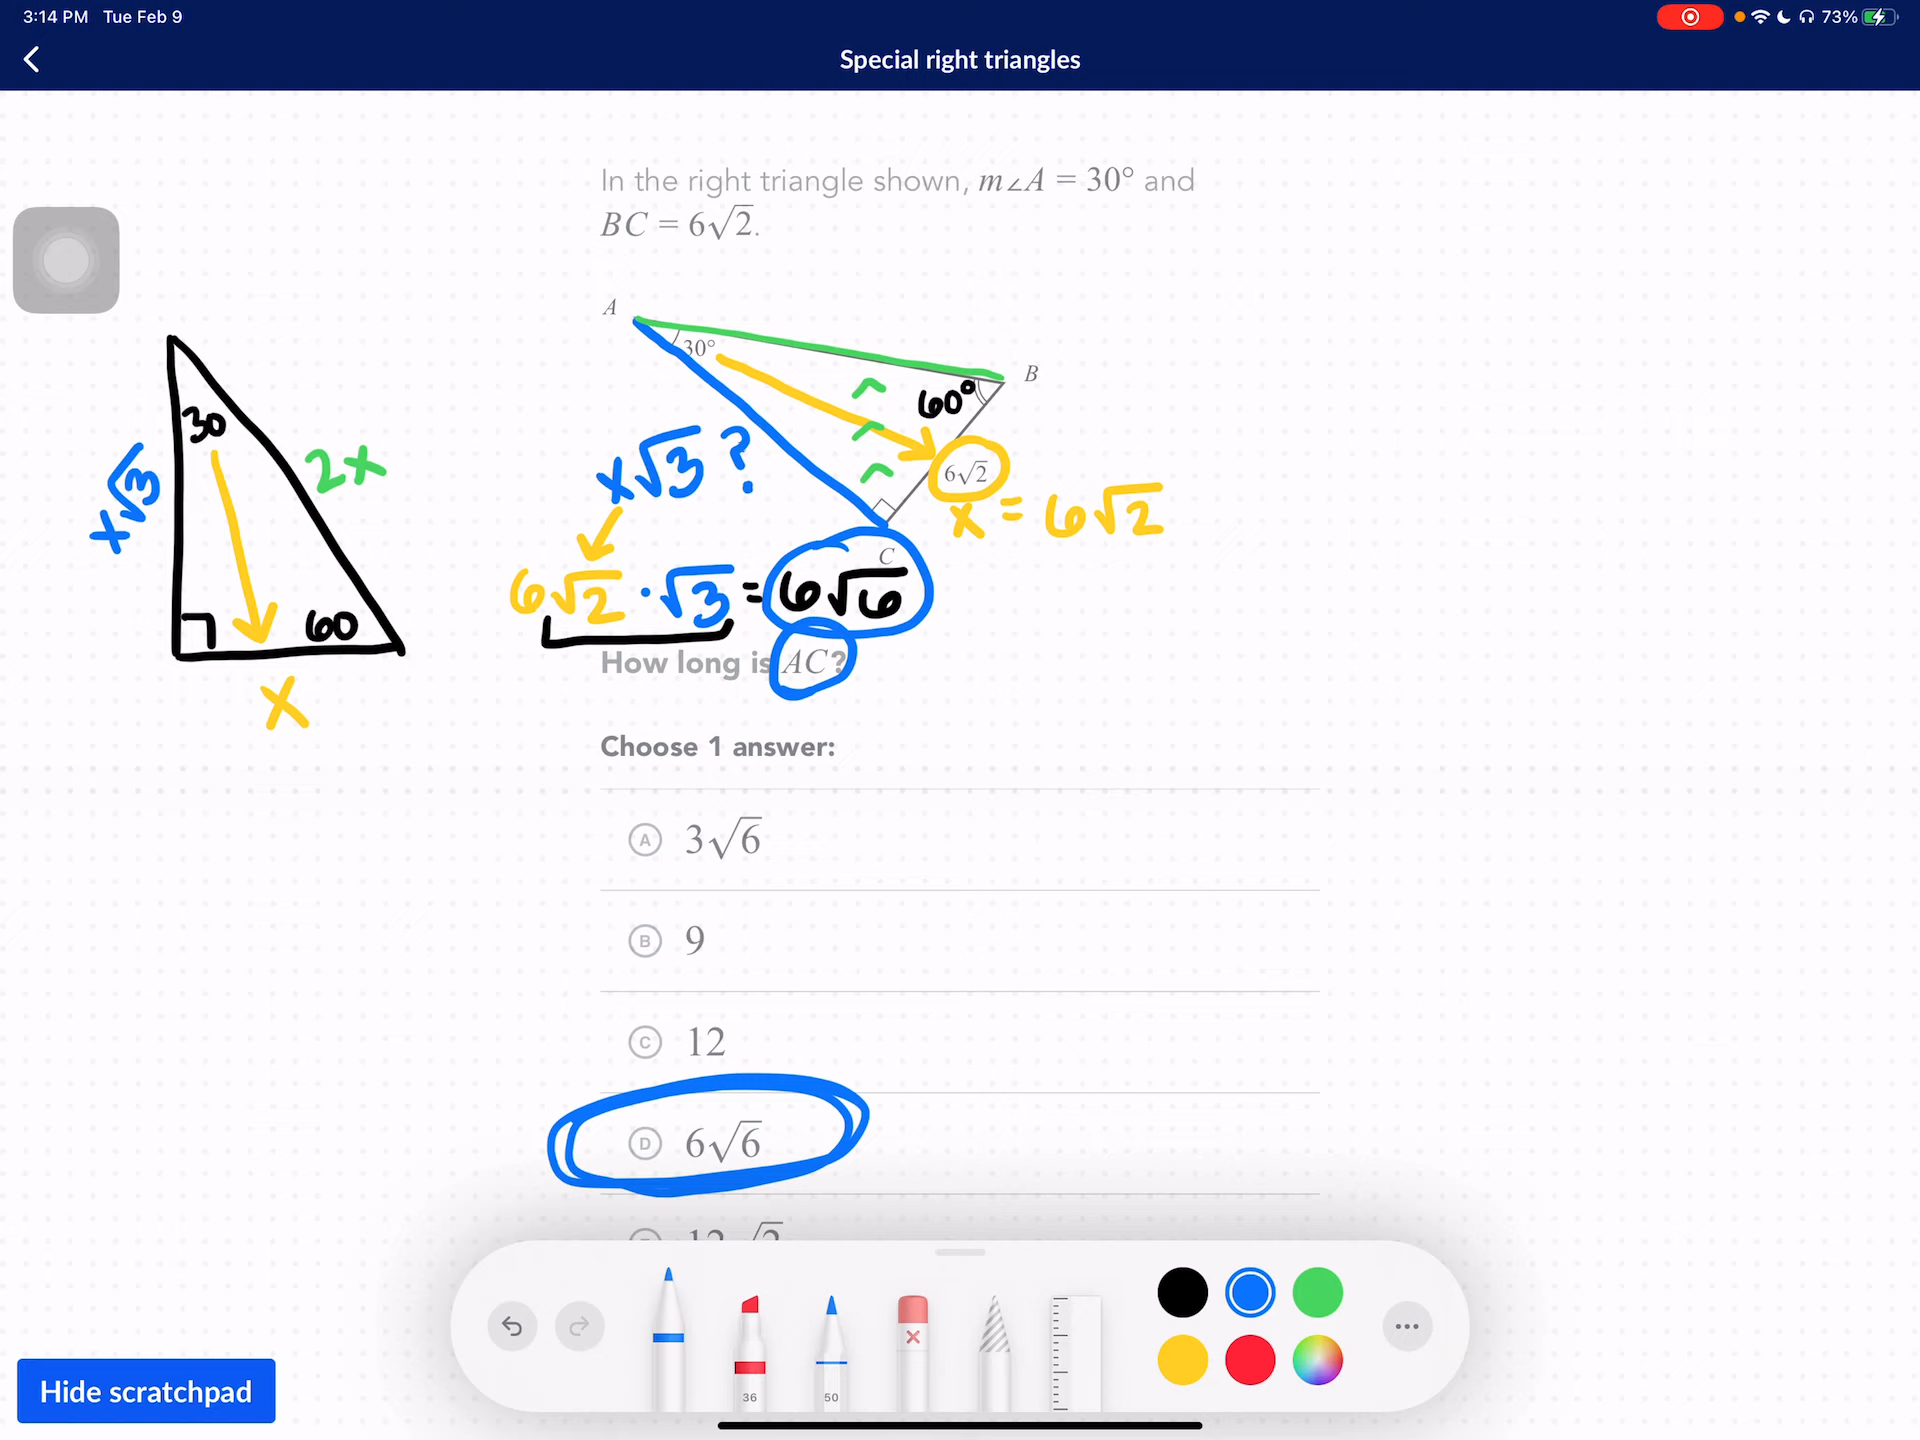 3:14 PM Tue Feb 9
73%
Special right triangles
In the right triangle shown, m∠A = 30° and
BC = 6√2.
A
30°
B
60°
6√2
x = 6√2
x√3 ?
C
6√2 · √3 = 6√6
30
2x
x√3
60
x
How long is AC?
Choose 1 answer:
A 3√6
B 9
C 12
D 6√6
36
50
Hide scratchpad